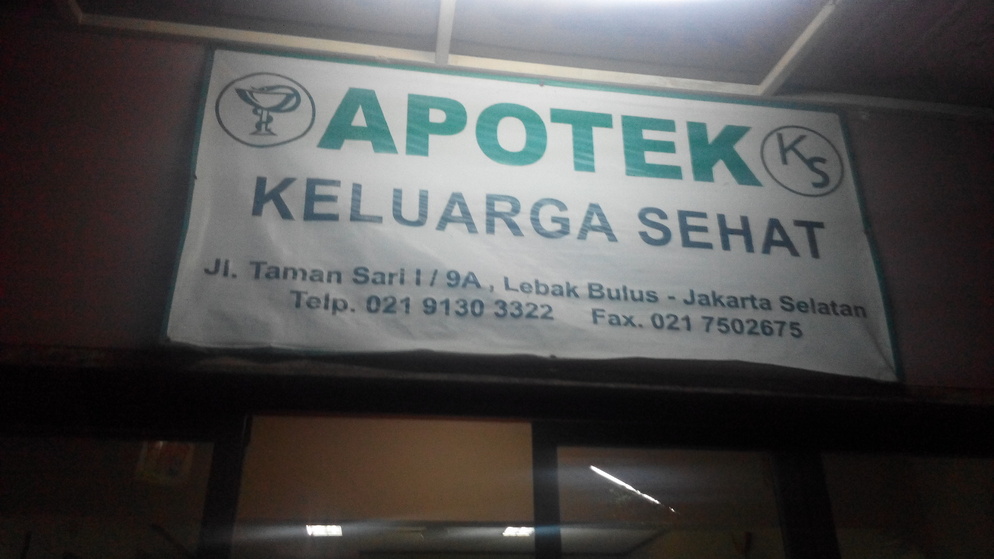 APOTEK
KS
KELUARGA SEHAT
Jl. Taman Sari I / 9A , Lebak Bulus - Jakarta Selatan
Telp. 021 9130 3322 Fax. 021 7502675